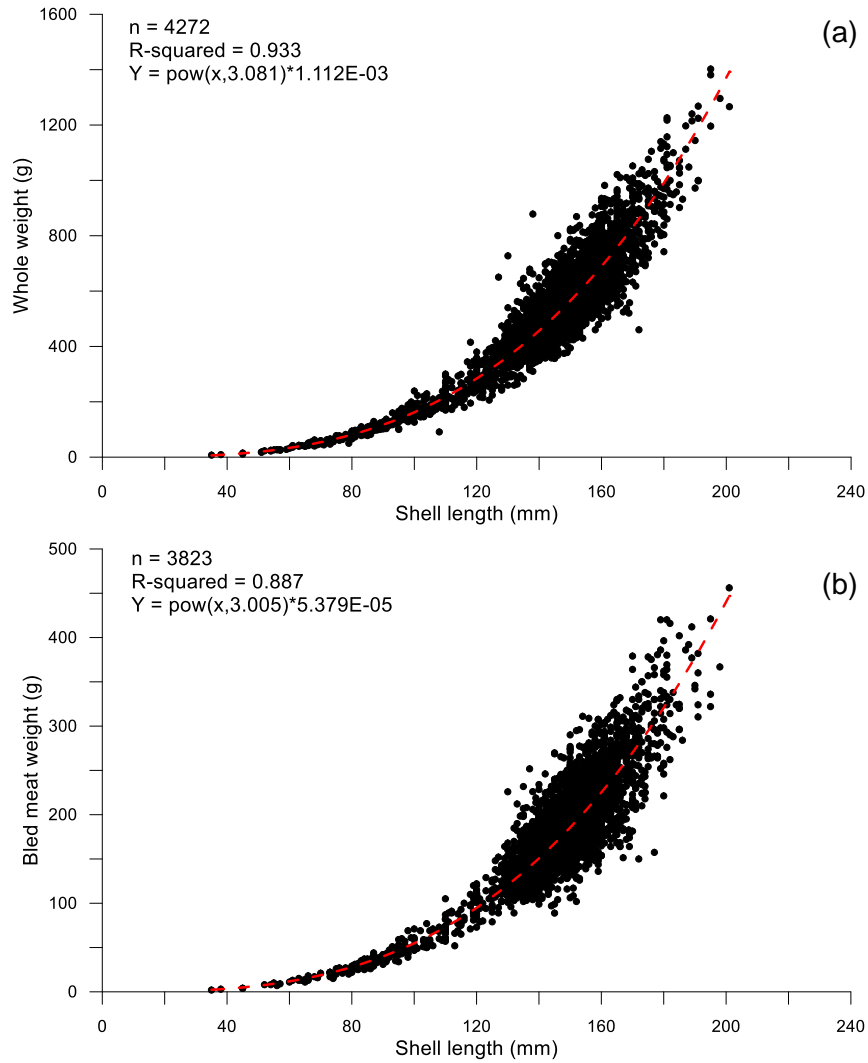 (a)
n = 4272
R-squared = 0.933
Y = pow(x,3.081)*1.112E-03
1600
1200
800
400
0
Whole weight (g)
0 40 80 120 160 200 240
Shell length (mm)
(b)
n = 3823
R-squared = 0.887
Y = pow(x,3.005)*5.379E-05
500
400
300
200
100
0
Bled meat weight (g)
0 40 80 120 160 200 240
Shell length (mm)